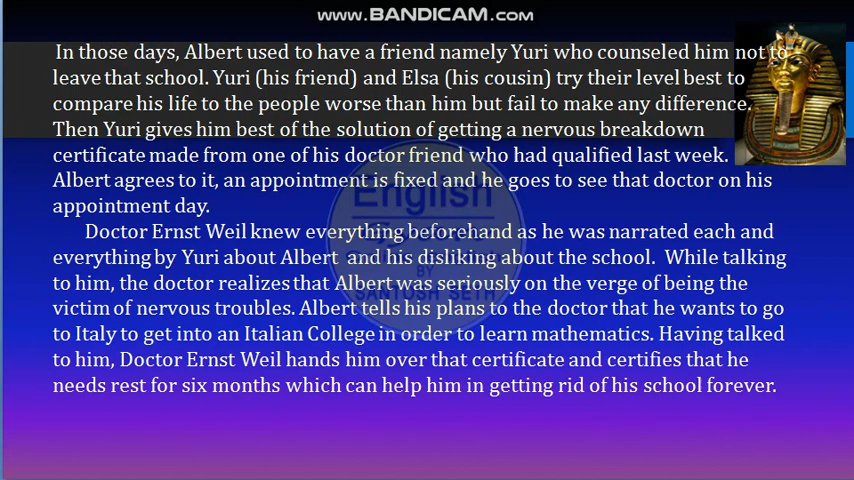 www.BANDICAM.com
In those days, Albert used to have a friend namely Yuri who counseled him not to
leave that school. Yuri (his friend) and Elsa (his cousin) try their level best to
compare his life to the people worse than him but fail to make any difference.
Then Yuri gives him best of the solution of getting a nervous breakdown
certificate made from one of his doctor friend who had qualified last week.
Albert agrees to it, an appointment is fixed and he goes to see that doctor on his
appointment day.
Doctor Ernst Weil knew everything beforehand as he was narrated each and
everything by Yuri about Albert and his disliking about the school. While talking
to him, the doctor realizes that Albert was seriously on the verge of being the
victim of nervous troubles. Albert tells his plans to the doctor that he wants to go
to Italy to get into an Italian College in order to learn mathematics. Having talked
to him, Doctor Ernst Weil hands him over that certificate and certifies that he
needs rest for six months which can help him in getting rid of his school forever.
English
BY
SANTOSH SETH